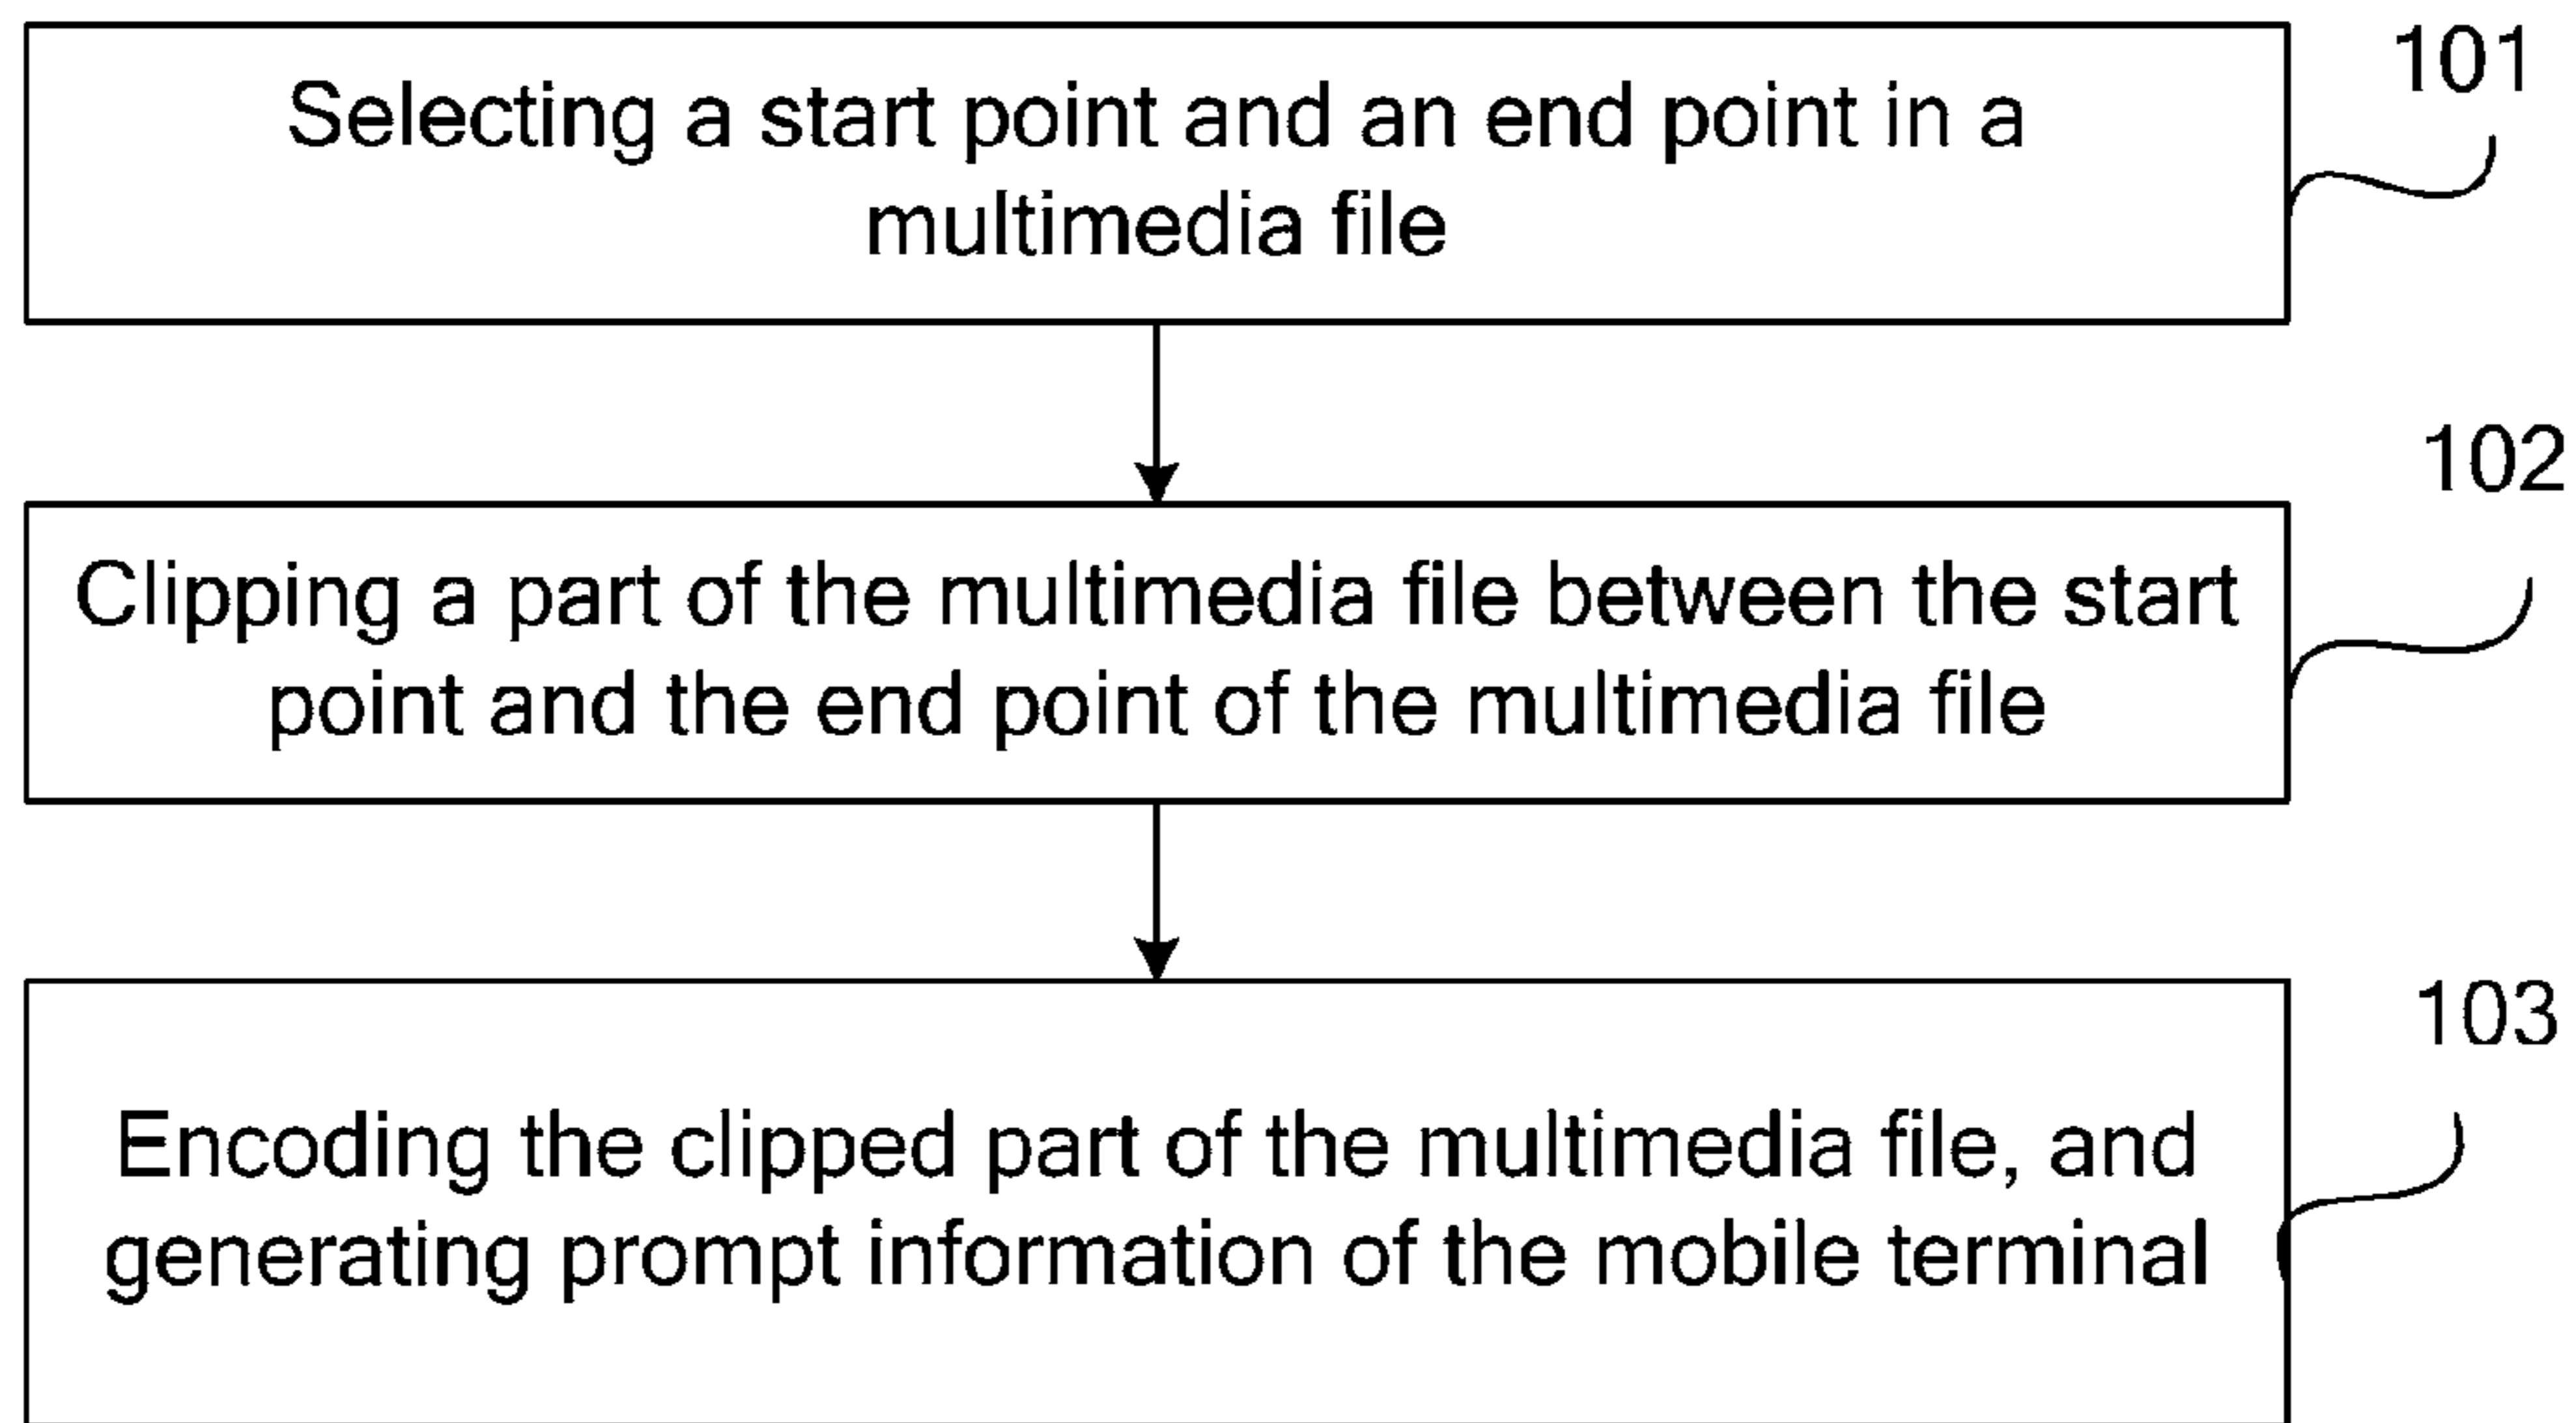 Selecting a start point and an end point in a
multimedia file
101
Clipping a part of the multimedia file between the start
point and the end point of the multimedia file
102
Encoding the clipped part of the multimedia file, and
generating prompt information of the mobile terminal
103